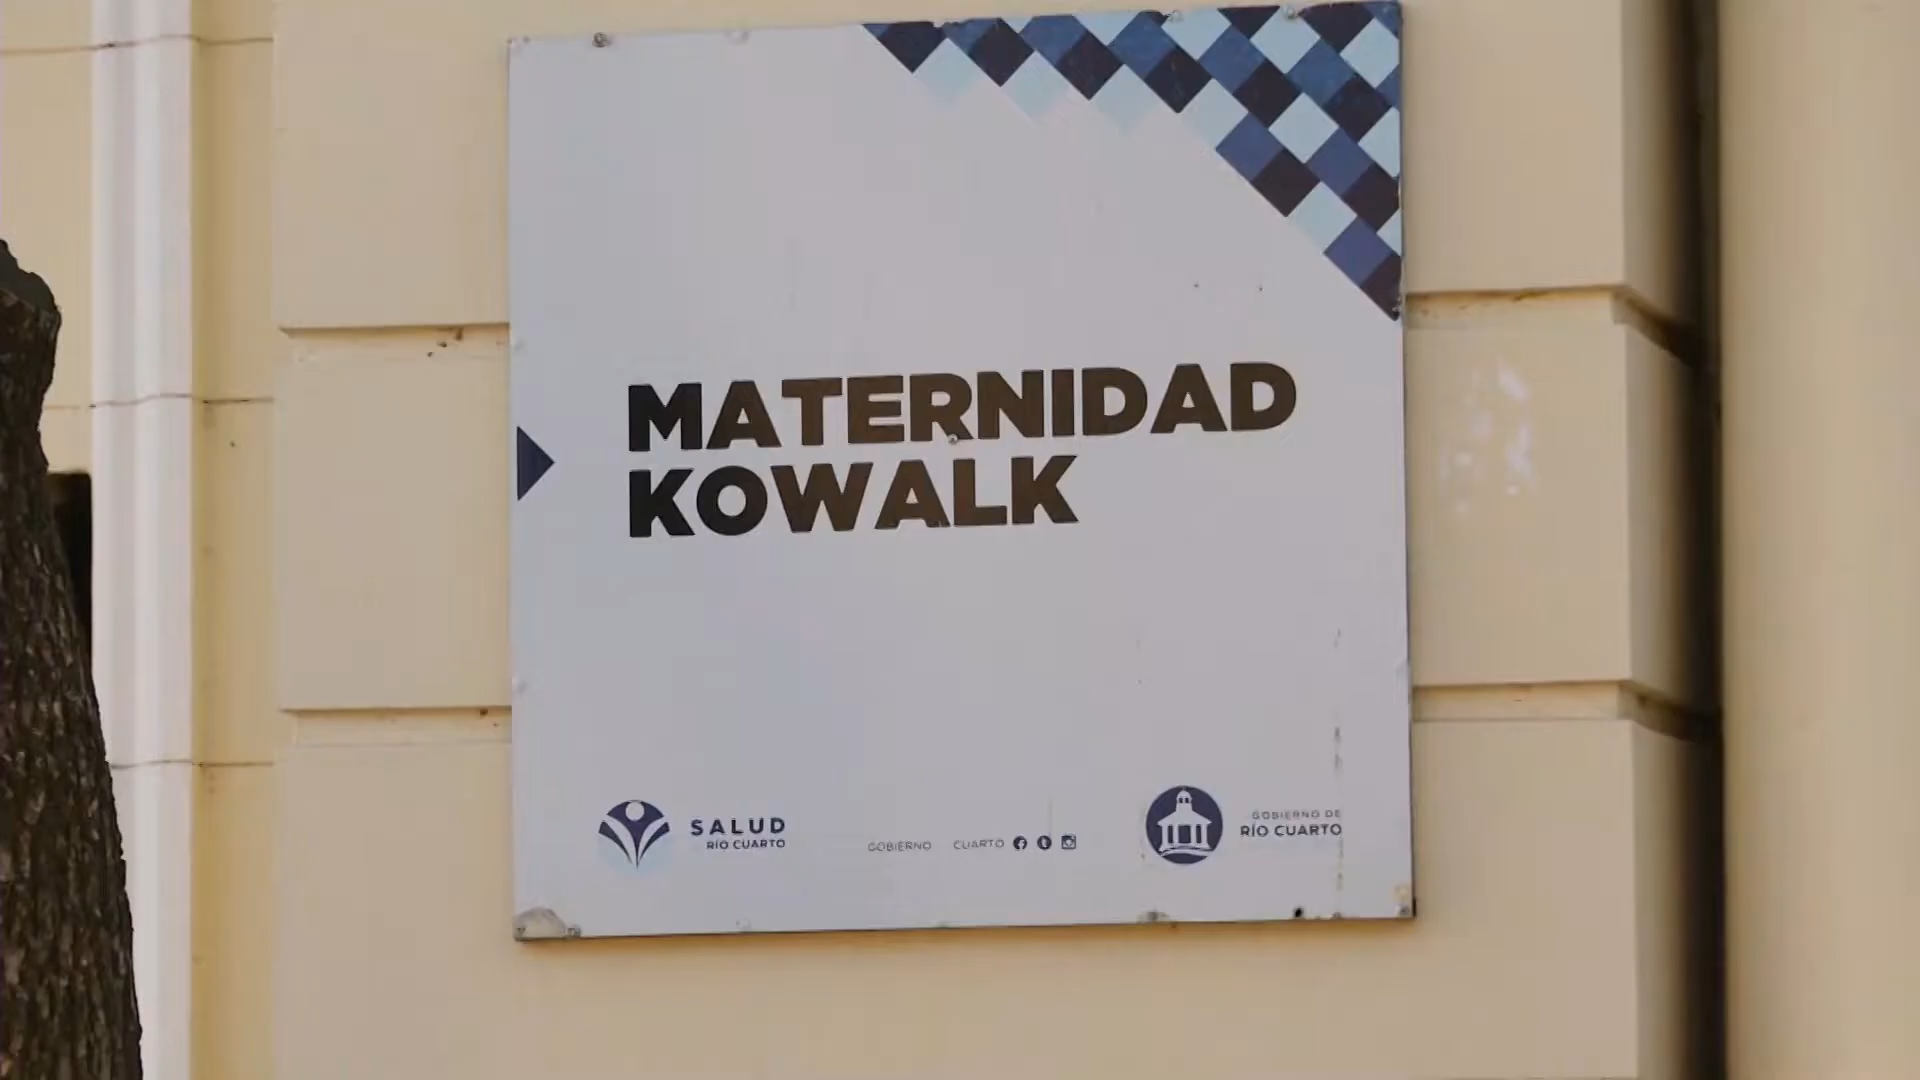 MATERNIDAD
KOWALK
SALUD
RÍO CUARTO
GOBIERNO CUARTO
GOBIERNO DE
RÍO CUARTO